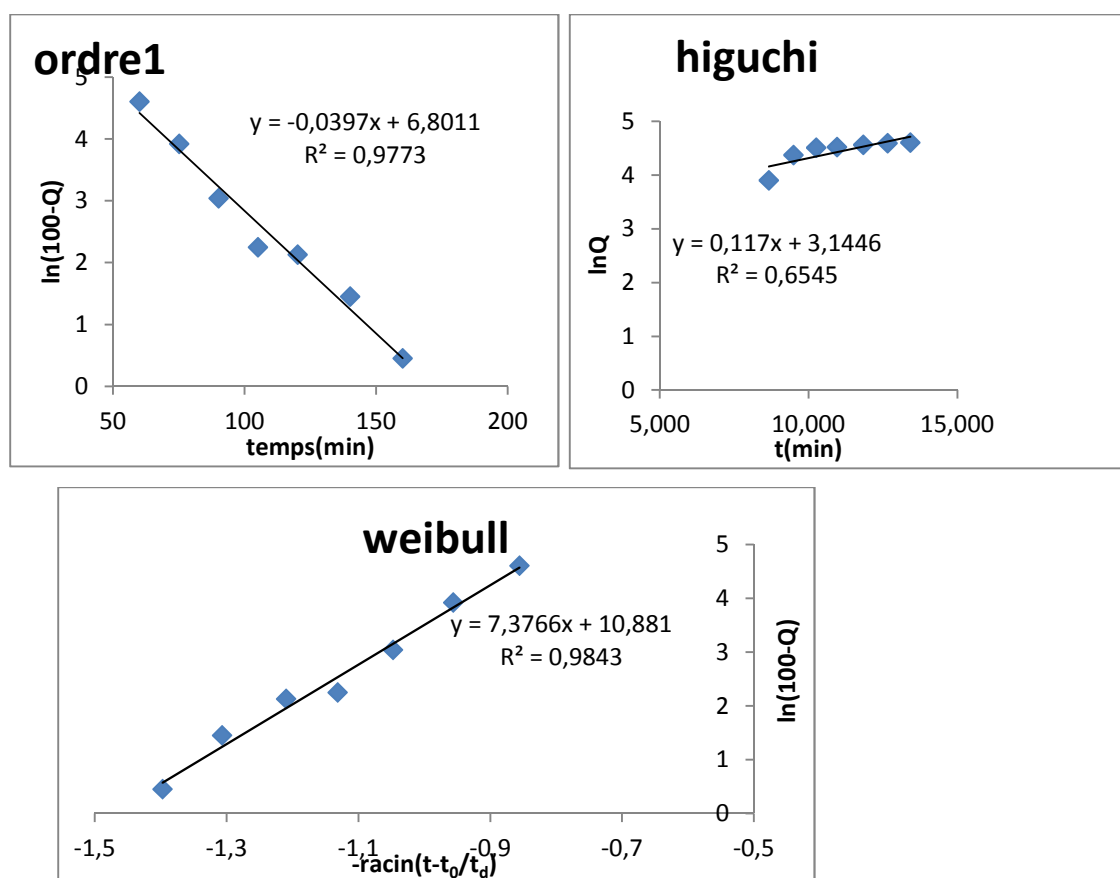 ordre1
5
4
3
2
1
0
ln(100-Q)
y = -0,0397x + 6,8011
R² = 0,9773
50 100 150 200
temps(min)
higuchi
5
4
3
2
1
0
lnQ
y = 0,117x + 3,1446
R² = 0,6545
5,000 10,000 15,000
t(min)
weibull
y = 7,3766x + 10,881
R² = 0,9843
5
4
3
2
1
0
ln(100-Q)
-1,5 -1,3 -1,1 -0,9 -0,7 -0,5
-racin(t-t₀/t_d)